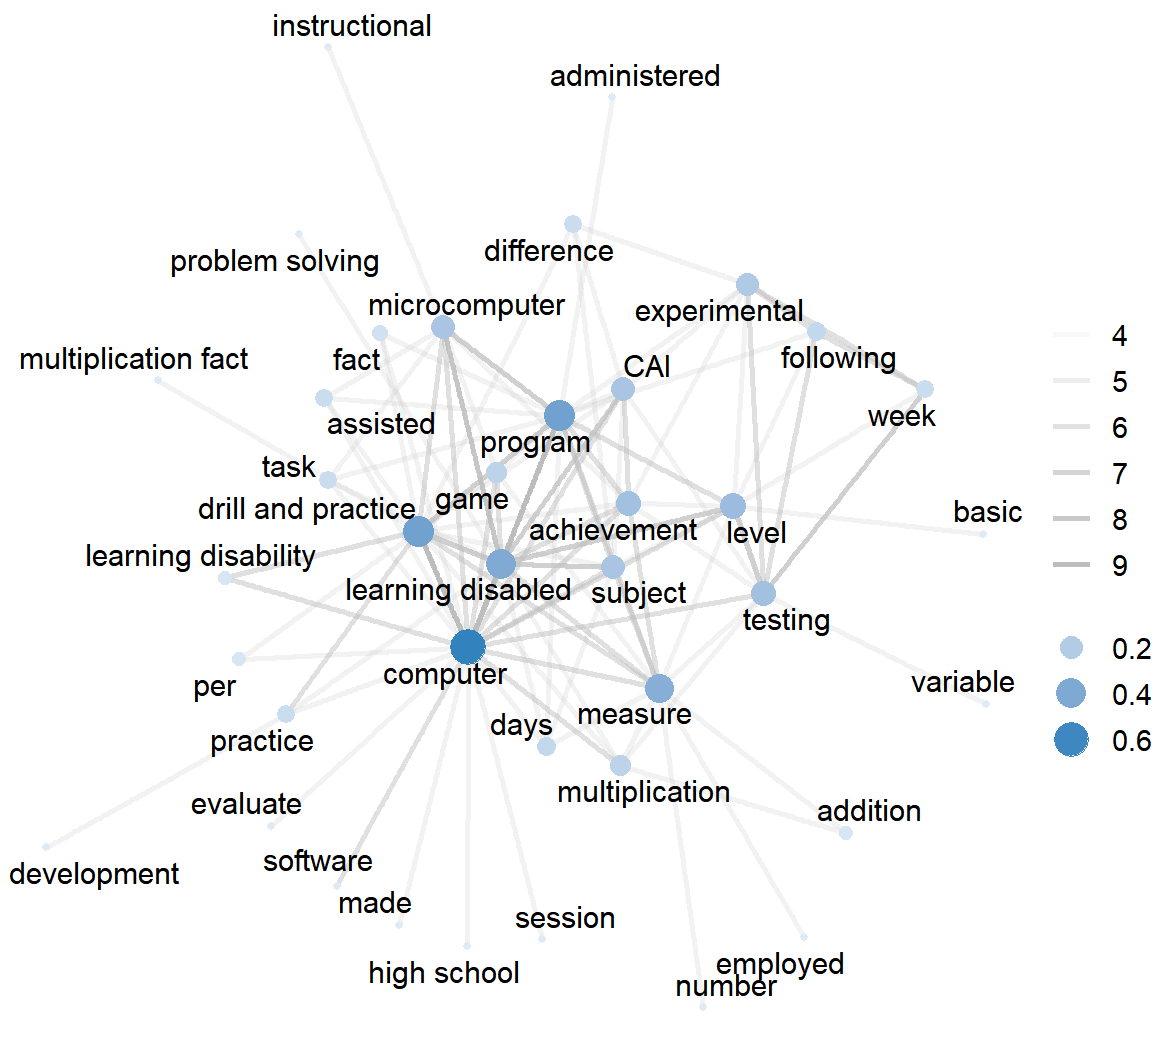 instructional
administered
difference
problem solving
microcomputer
experimental
multiplication fact
fact
CAI
following
4
5
assisted
program
week
6
task
game
7
drill and practice
achievement
level
basic
8
learning disability
9
learning disabled
subject
testing
0.2
computer
per
measure
variable
0.4
practice
days
0.6
evaluate
multiplication
addition
development
software
made
session
high school
employed
number